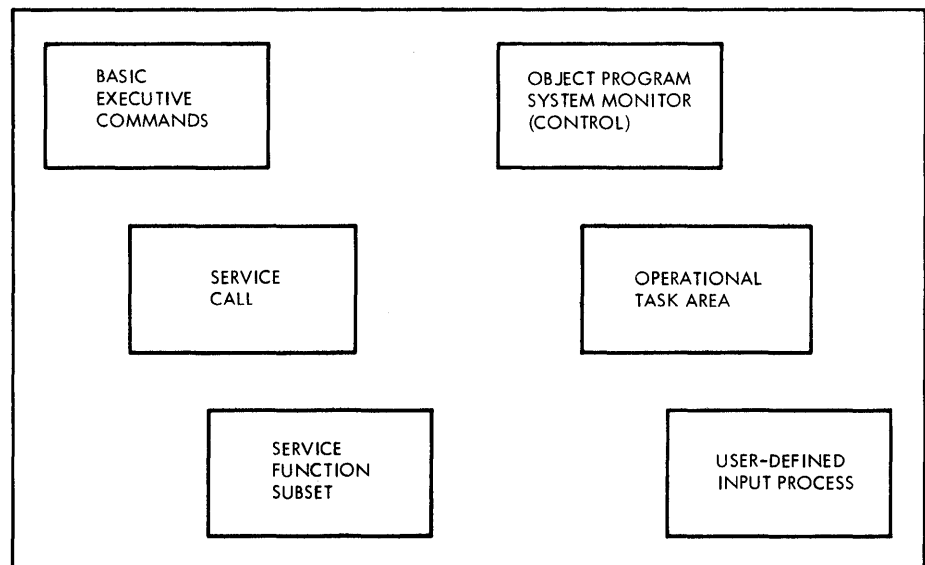 BASIC
EXECUTIVE
COMMANDS
OBJECT PROGRAM
SYSTEM MONITOR
(CONTROL)
SERVICE
CALL
OPERATIONAL
TASK AREA
SERVICE
FUNCTION
SUBSET
USER-DEFINED
INPUT PROCESS